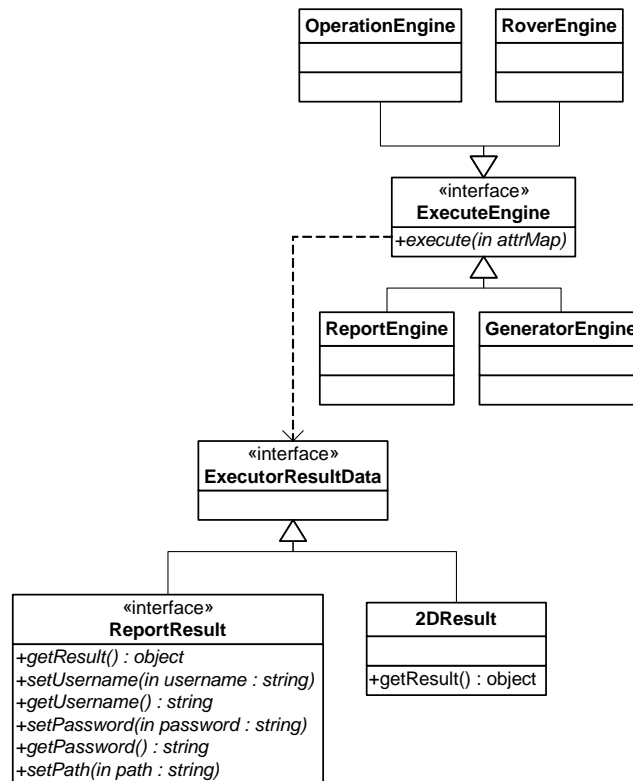 OperationEngine
RoverEngine
«interface»
ExecuteEngine
+execute(in attrMap)
ReportEngine
GeneratorEngine
«interface»
ExecutorResultData
«interface»
ReportResult
+getResult() : object
+setUsername(in username : string)
+getUsername() : string
+setPassword(in password : string)
+getPassword() : string
+setPath(in path : string)
2DResult
+getResult() : object